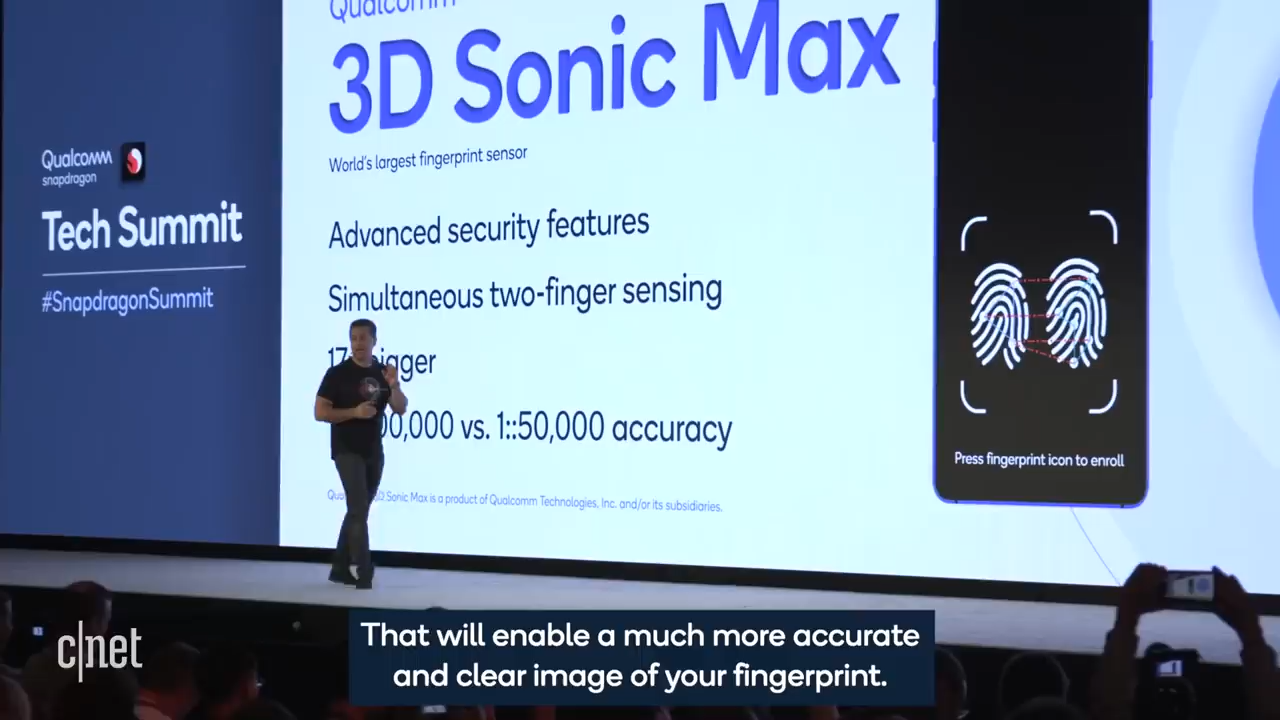 Qualcomm
3D Sonic Max
World's largest fingerprint sensor
Qualcomm
snapdragon
Tech Summit
#SnapdragonSummit
Advanced security features
Simultaneous two-finger sensing
vs. 1::50,000 accuracy
3D Sonic Max is a product of Qualcomm Technologies, Inc. and/or its subsidiaries.
Press fingerprint icon to enroll
That will enable a much more accurate
and clear image of your fingerprint.
c|net